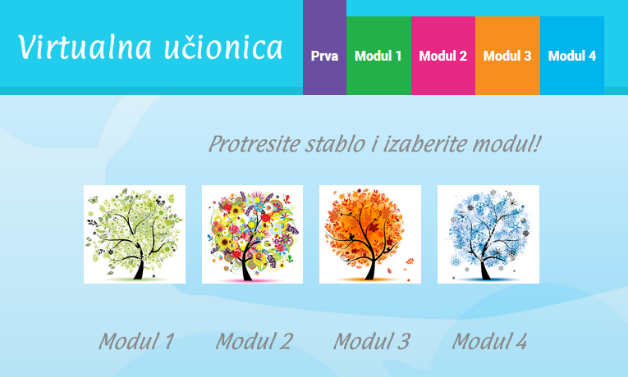 Virtualna učionica
Prva Modul 1 Modul 2 Modul 3 Modul 4
Protresite stablo i izaberite modul!
Modul 1 Modul 2 Modul 3 Modul 4